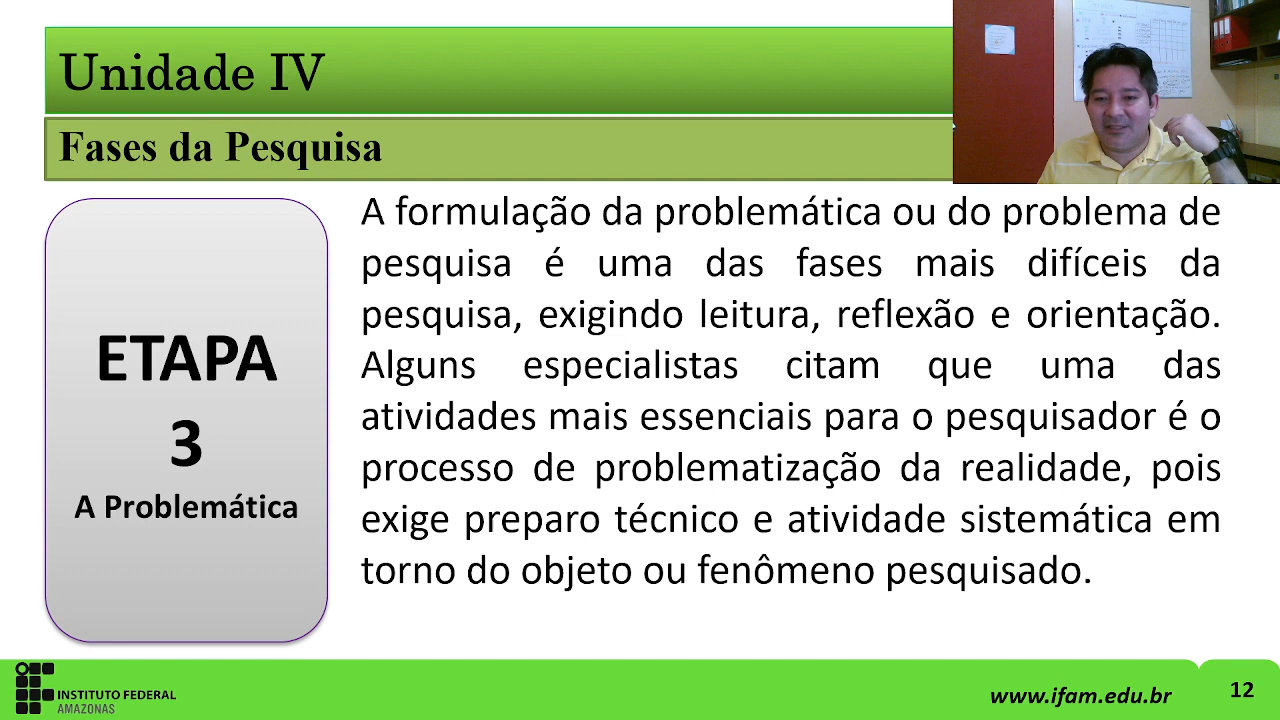 Unidade IV
Fases da Pesquisa
ETAPA
3
A Problemática
A formulação da problemática ou do problema de
pesquisa é uma das fases mais difíceis da
pesquisa, exigindo leitura, reflexão e orientação.
Alguns especialistas citam que uma das
atividades mais essenciais para o pesquisador é o
processo de problematização da realidade, pois
exige preparo técnico e atividade sistemática em
torno do objeto ou fenômeno pesquisado.
INSTITUTO FEDERAL
AMAZONAS
www.ifam.edu.br
12